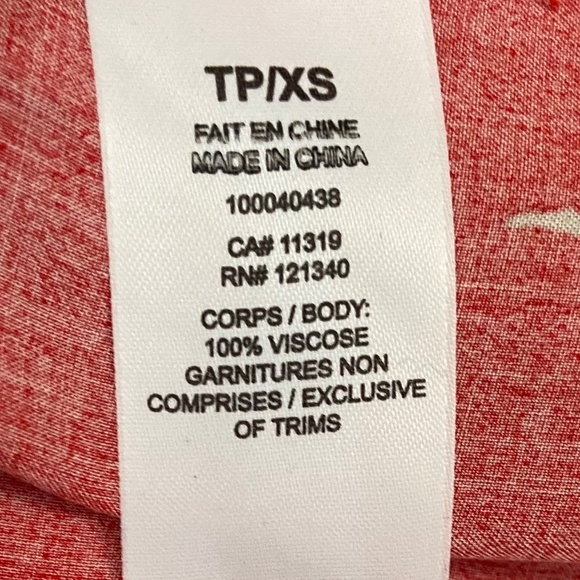 TP/XS
FAIT EN CHINE
MADE IN CHINA
100040438
CA# 11319
RN# 121340
CORPS / BODY:
100% VISCOSE
GARNITURES NON
COMPRISES / EXCLUSIVE
OF TRIMS